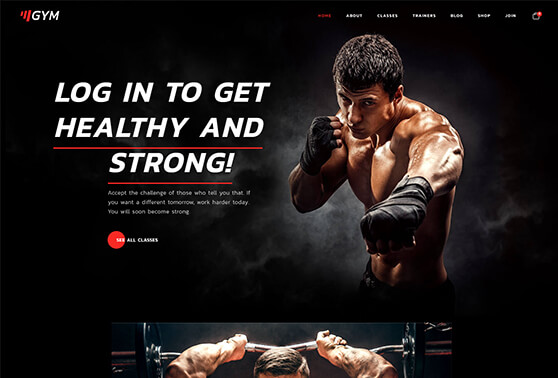 GYM
HOME ABOUT CLASSES TRAINERS BLOG SHOP JOIN
LOG IN TO GET
HEALTHY AND
STRONG!
Accept the challenge of those who tell you that. If
you want a different tomorrow, work harder today.
You will soon become strong
SEE ALL CLASSES